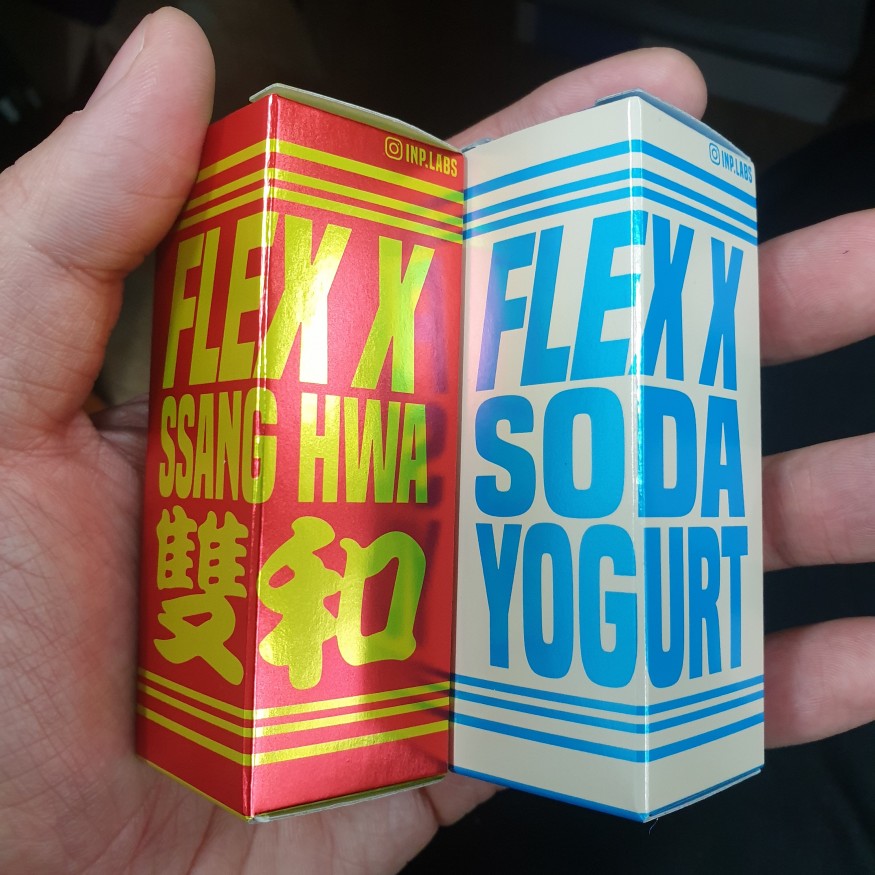 INP.LABS
FLEX X
SSANG HWA
雙和
INP.LABS
FLEX X
SODA
YOGURT